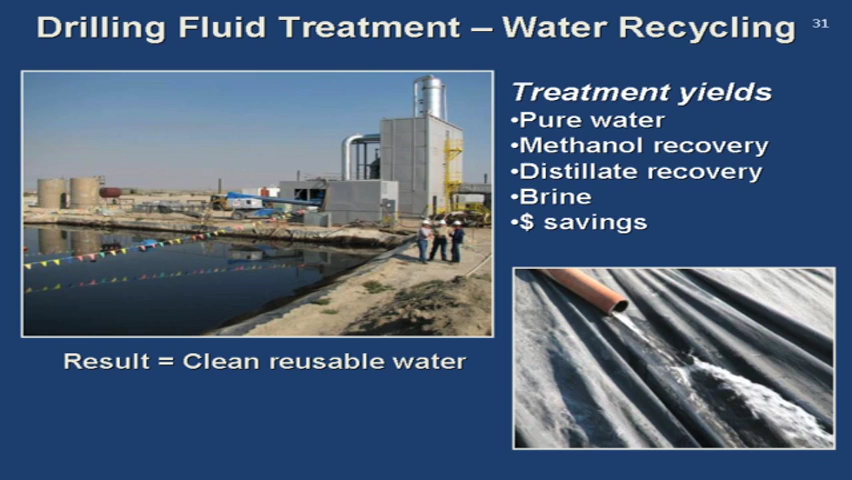 Drilling Fluid Treatment – Water Recycling
31
Treatment yields
•Pure water
•Methanol recovery
•Distillate recovery
•Brine
•$ savings
Result = Clean reusable water